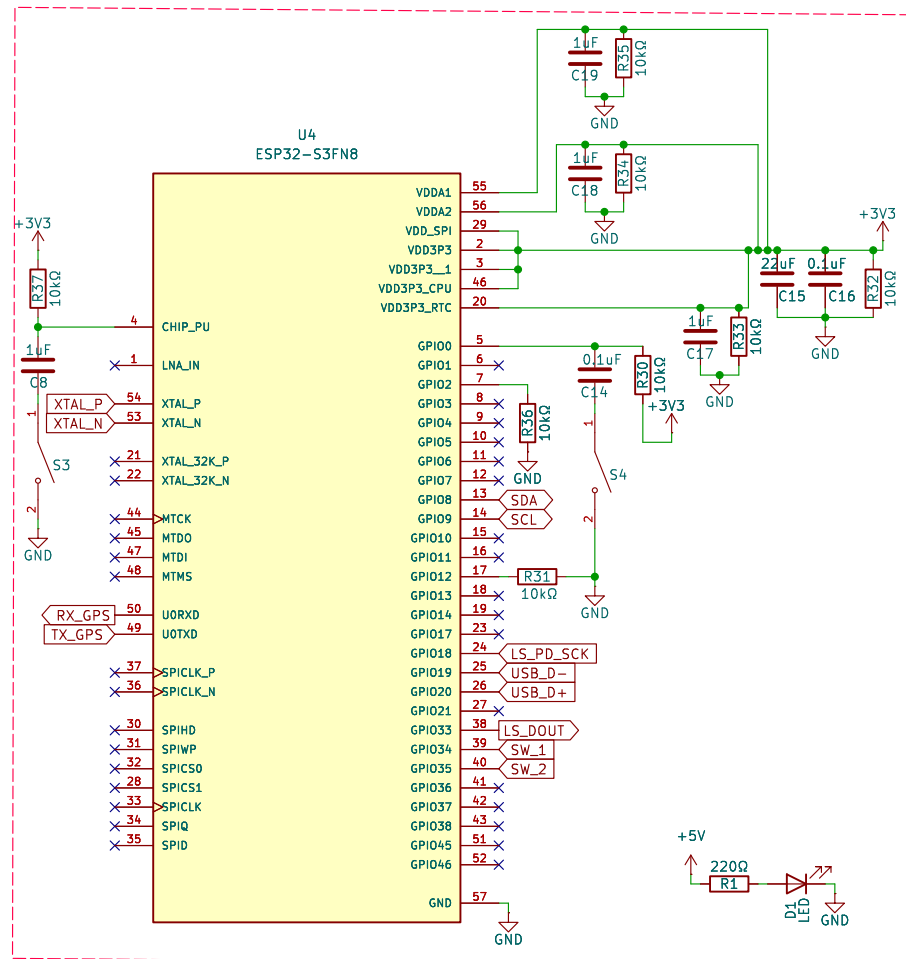 U4
ESP32-S3FN8
1uF
C19
R35
10kΩ
GND
1uF
C18
R34
10kΩ
GND
+3V3
R37
10kΩ
1uF
C8
1
S3
2
GND
4 CHIP_PU
1 LNA_IN
XTAL_P 54 XTAL_P
XTAL_N 53 XTAL_N
21 XTAL_32K_P
22 XTAL_32K_N
44 MTCK
45 MTDO
47 MTDI
48 MTMS
RX_GPS 50 U0RXD
TX_GPS 49 U0TXD
37 SPICLK_P
36 SPICLK_N
30 SPIHD
31 SPIWP
32 SPICS0
28 SPICS1
33 SPICLK
34 SPIQ
35 SPID
VDDA1 55
VDDA2 56
VDD_SPI 29
VDD3P3 2
VDD3P3__1 3
VDD3P3_CPU 46
VDD3P3_RTC 20
GPIO0 5
GPIO1 6
GPIO2 7
GPIO3 8
GPIO4 9
GPIO5 10
GPIO6 11
GPIO7 12
GPIO8 13 SDA
GPIO9 14 SCL
GPIO10 15
GPIO11 16
GPIO12 17
GPIO13 18
GPIO14 19
GPIO17 23
GPIO18 24 LS_PD_SCK
GPIO19 25 USB_D-
GPIO20 26 USB_D+
GPIO21 27
GPIO33 38 LS_DOUT
GPIO34 39 SW_1
GPIO35 40 SW_2
GPIO36 41
GPIO37 42
GPIO38 43
GPIO45 51
GPIO46 52
GND 57
GND
+3V3
22uF
C15
0.1uF
C16
R32
10kΩ
GND
1uF
C17
R33
10kΩ
GND
0.1uF
C14
R30
10kΩ
+3V3
R36
10kΩ
GND
1
S4
2
R31
10kΩ
GND
+5V
220Ω
R1
D1
LED
GND